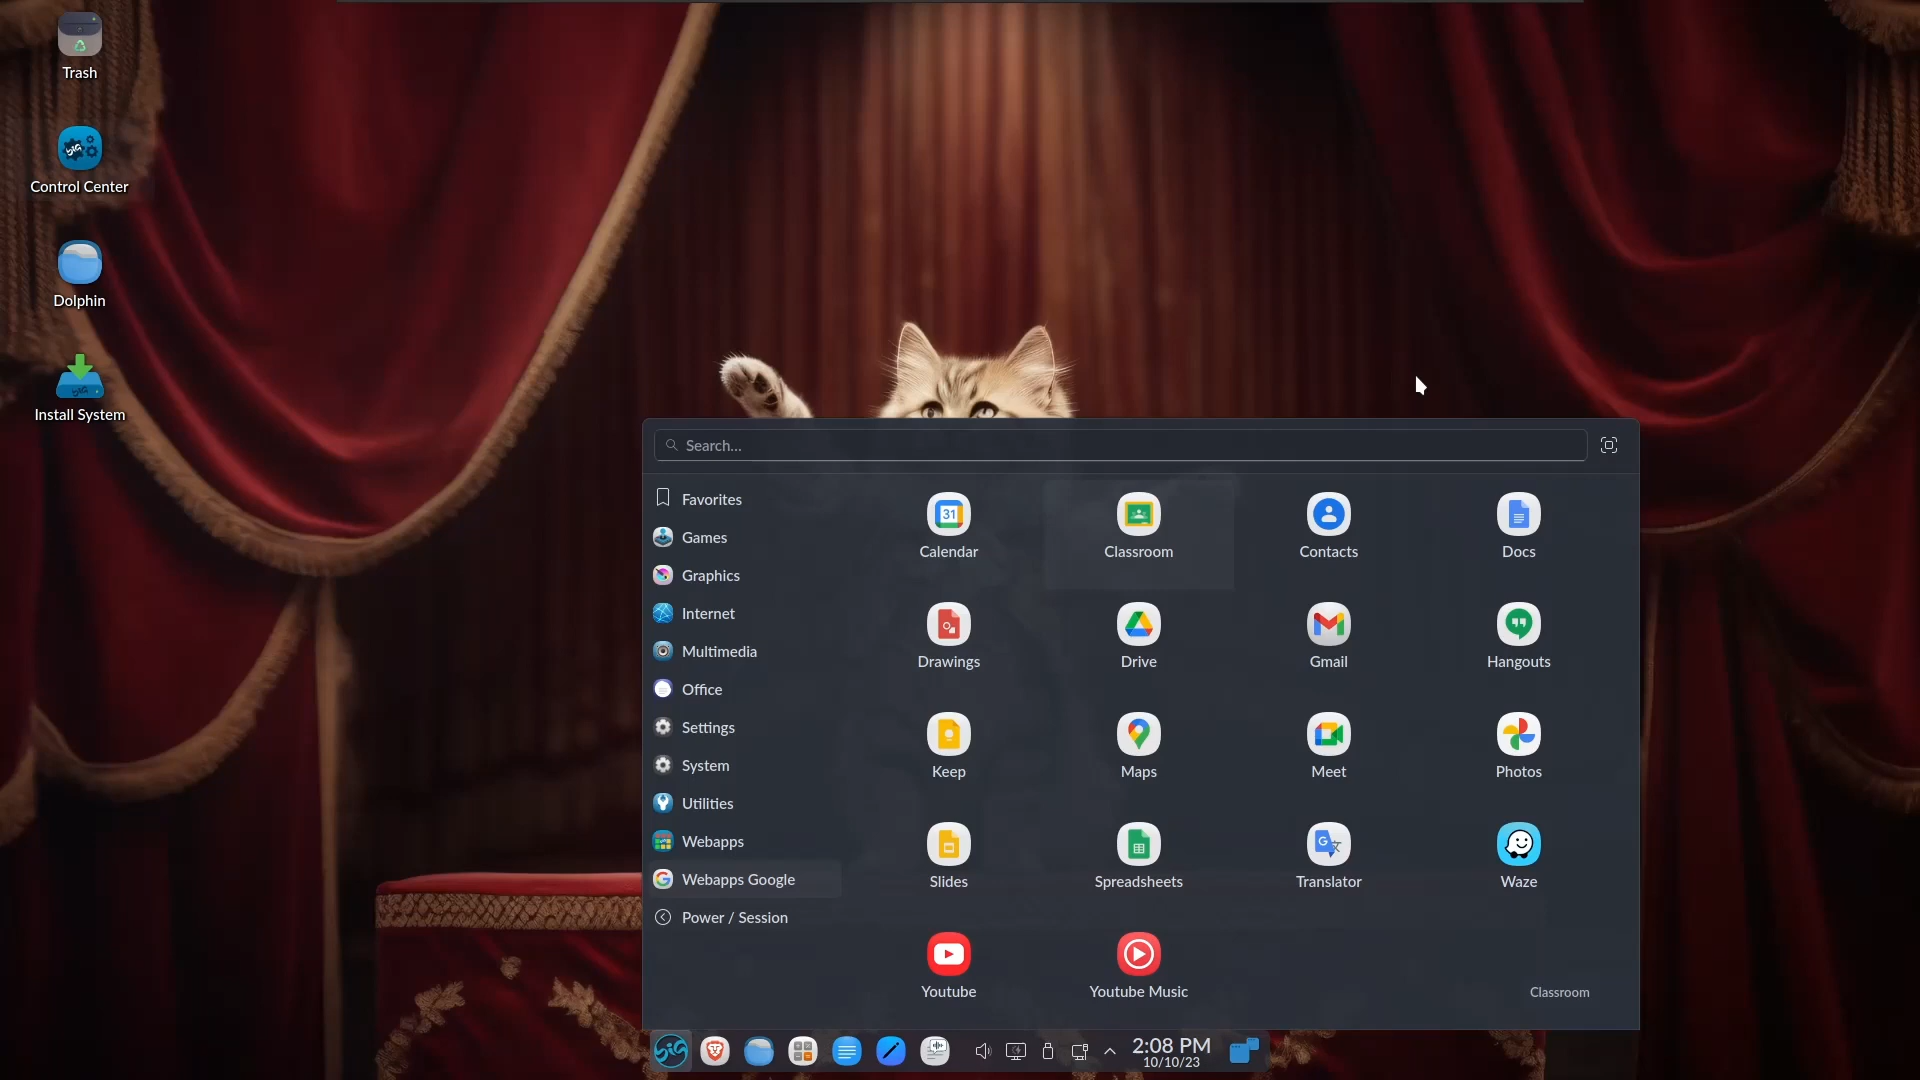 Trash
Control Center
Dolphin
Install System
Search...
Favorites
Games
Graphics
Internet
Multimedia
Office
Settings
System
Utilities
Webapps
Webapps Google
Power / Session
31
Calendar
Classroom
Contacts
Docs
Drawings
Drive
Gmail
Hangouts
Keep
Maps
Meet
Photos
Slides
Spreadsheets
Translator
Waze
Youtube
Youtube Music
Classroom
2:08 PM
10/10/23